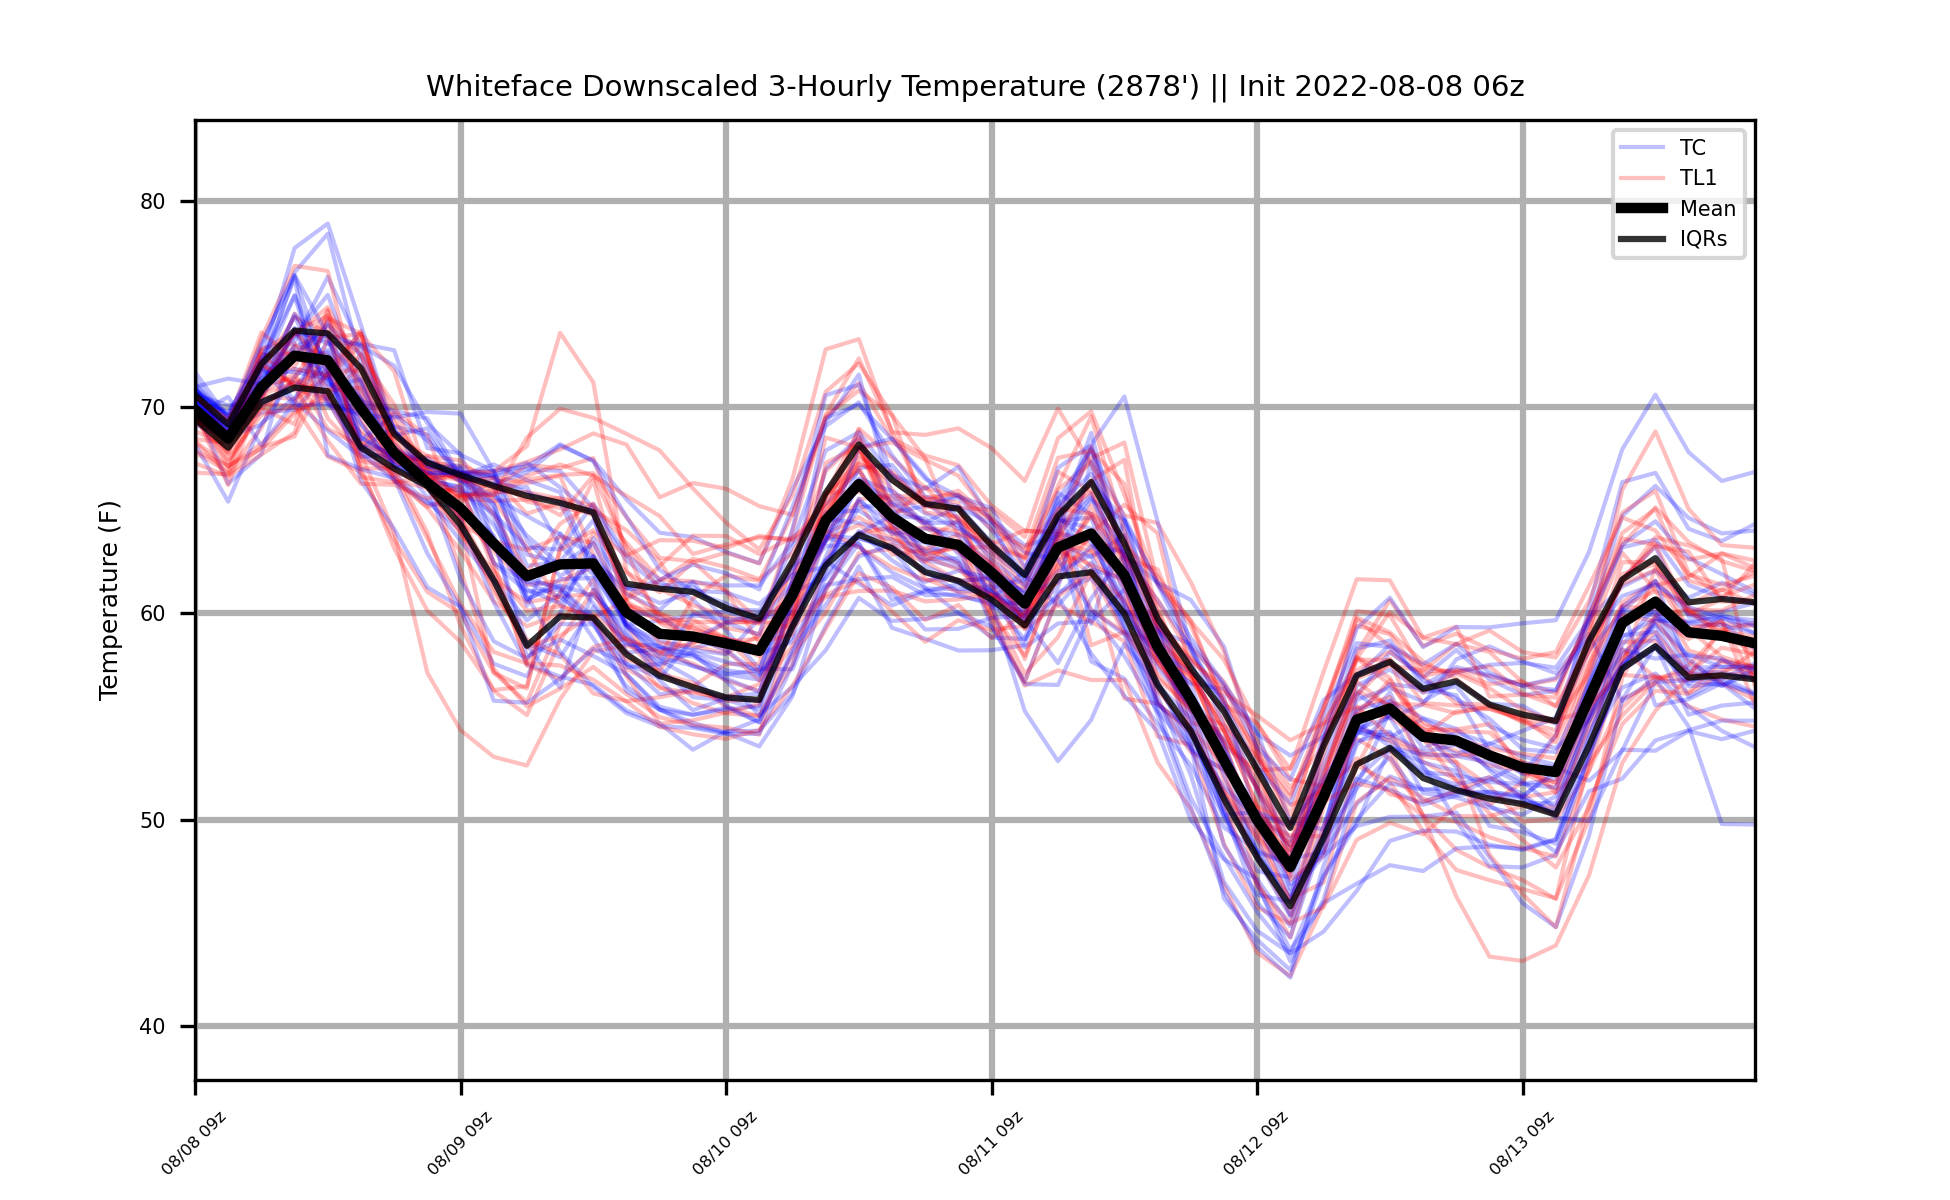 Whiteface Downscaled 3-Hourly Temperature (2878') || Init 2022-08-08 06z
TC
TL1
Mean
IQRs
Temperature (F)
80
70
60
50
40
08/08 09z
08/09 09z
08/10 09z
08/11 09z
08/12 09z
08/13 09z